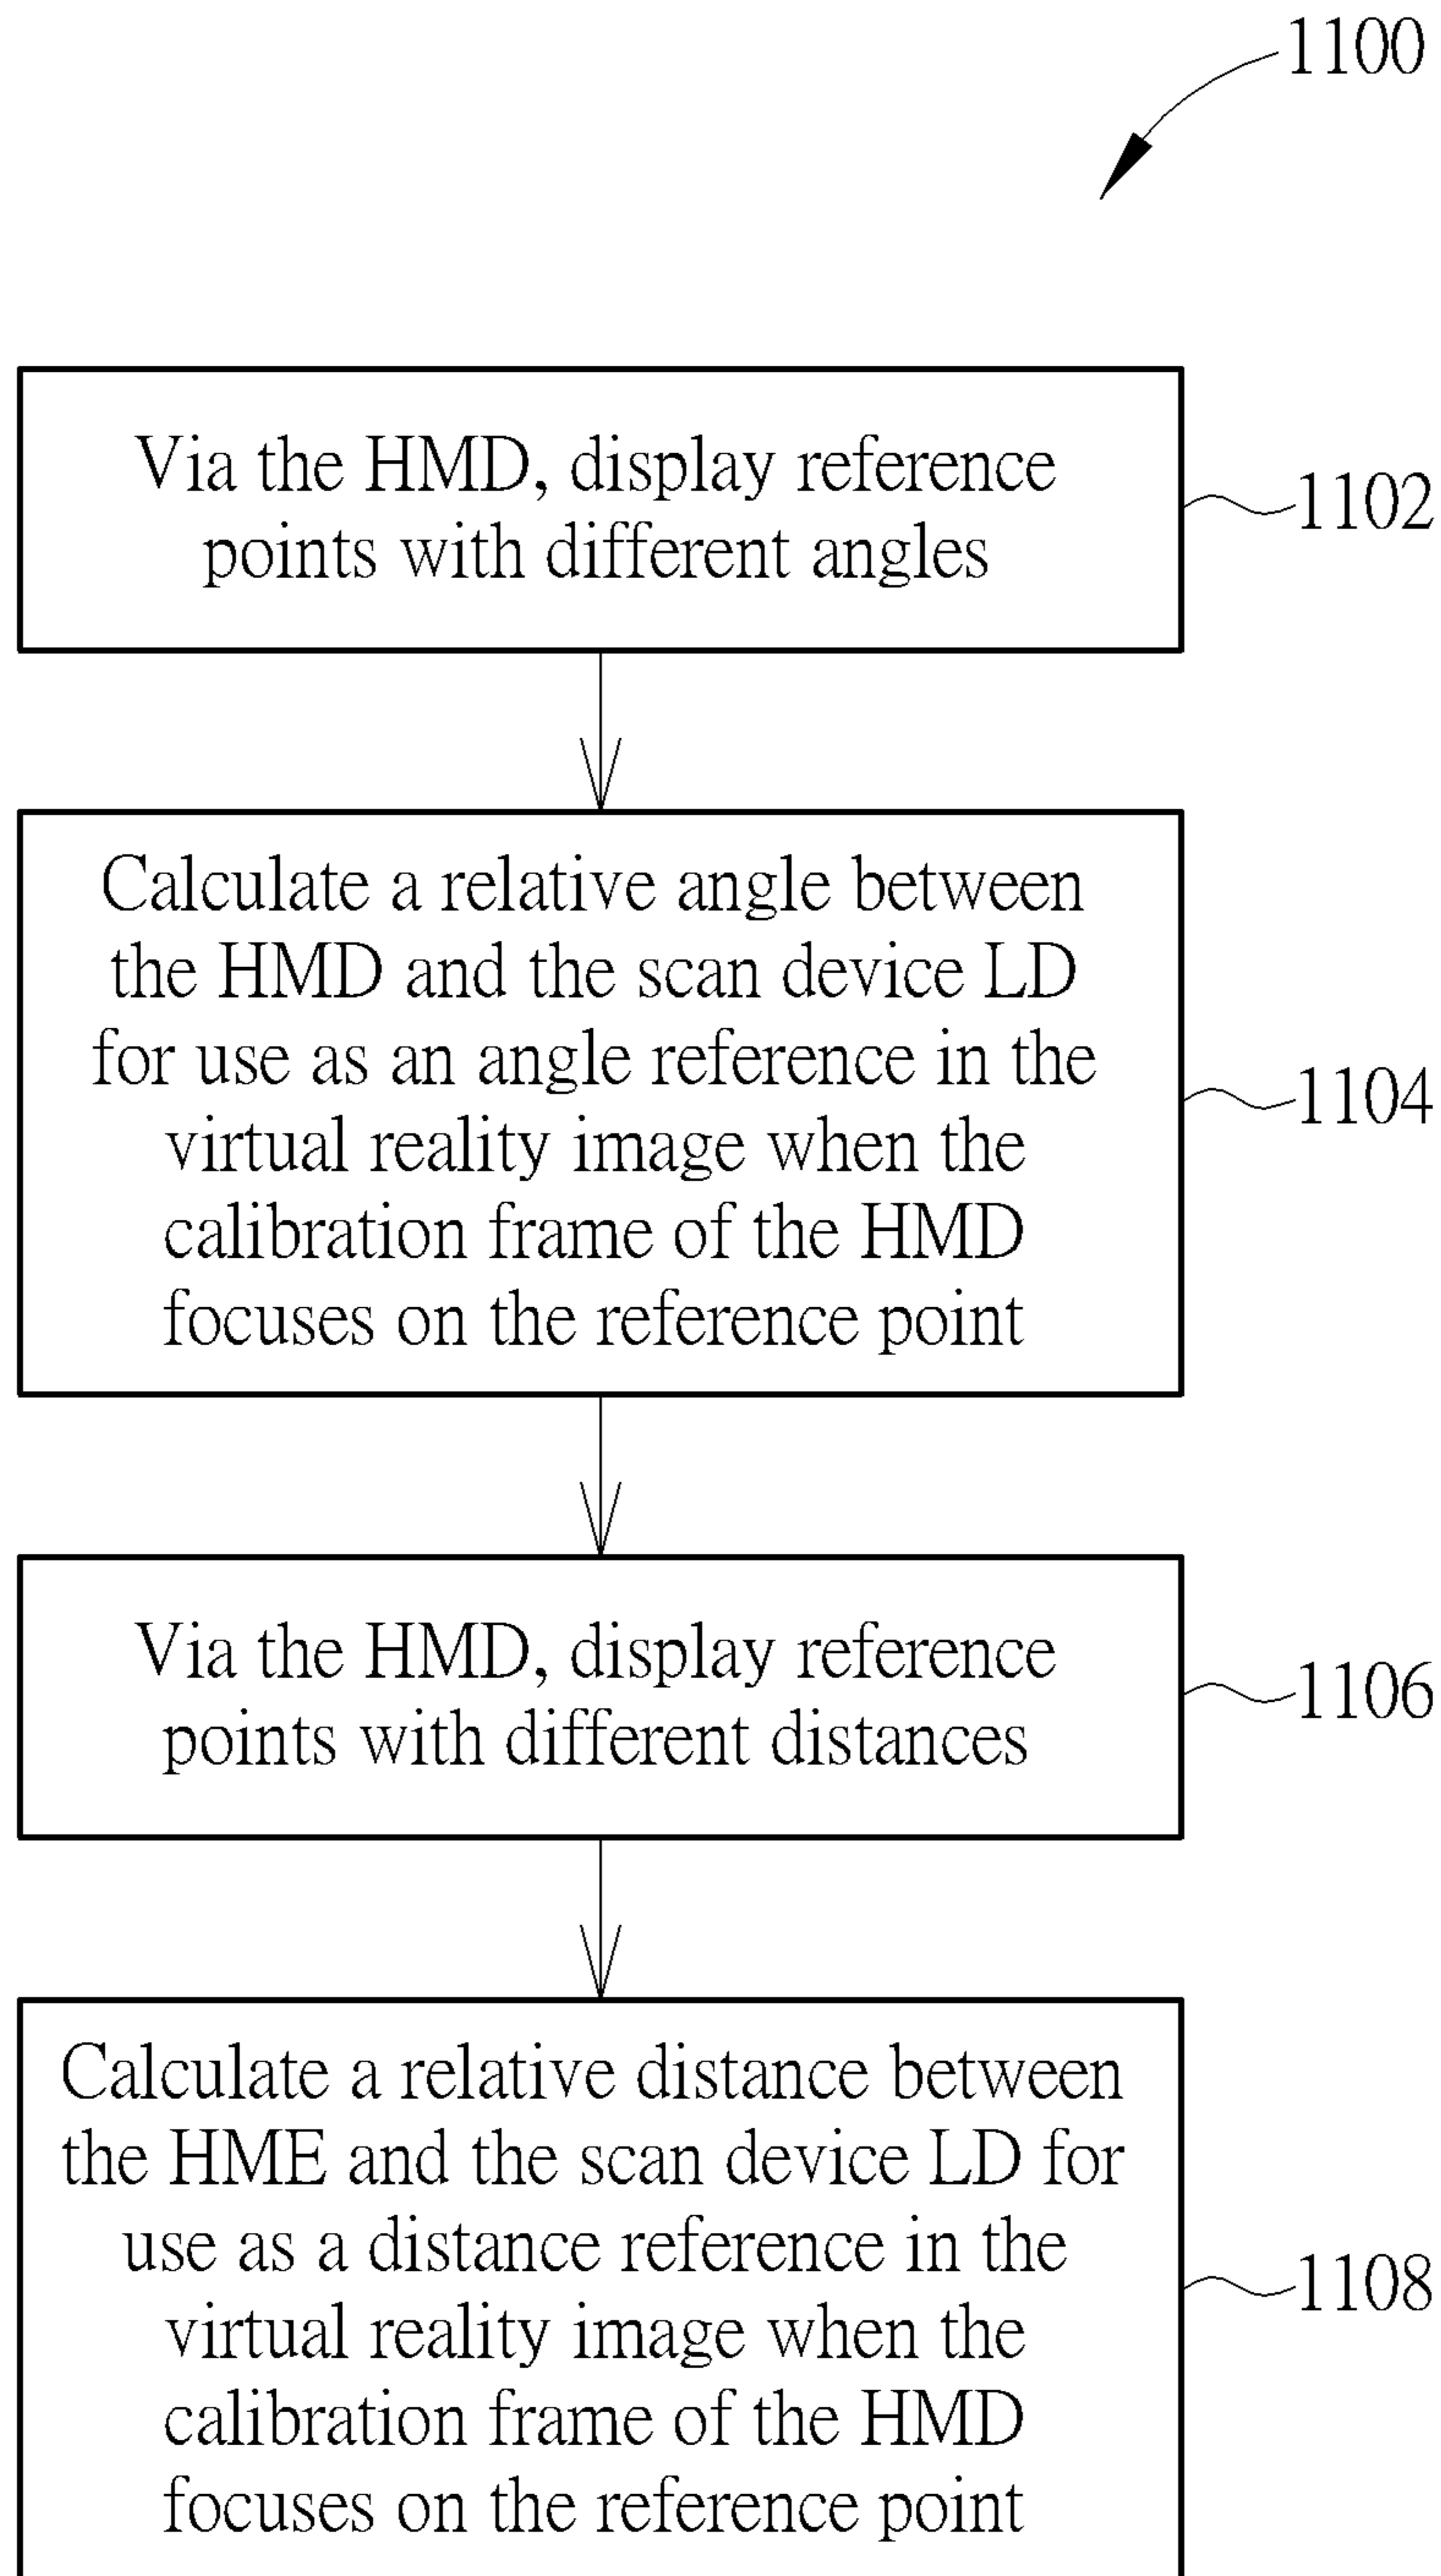 1100
Via the HMD, display reference
points with different angles
1102
Calculate a relative angle between
the HMD and the scan device LD
for use as an angle reference in the
virtual reality image when the
calibration frame of the HMD
focuses on the reference point
1104
Via the HMD, display reference
points with different distances
1106
Calculate a relative distance between
the HME and the scan device LD for
use as a distance reference in the
virtual reality image when the
calibration frame of the HMD
focuses on the reference point
1108